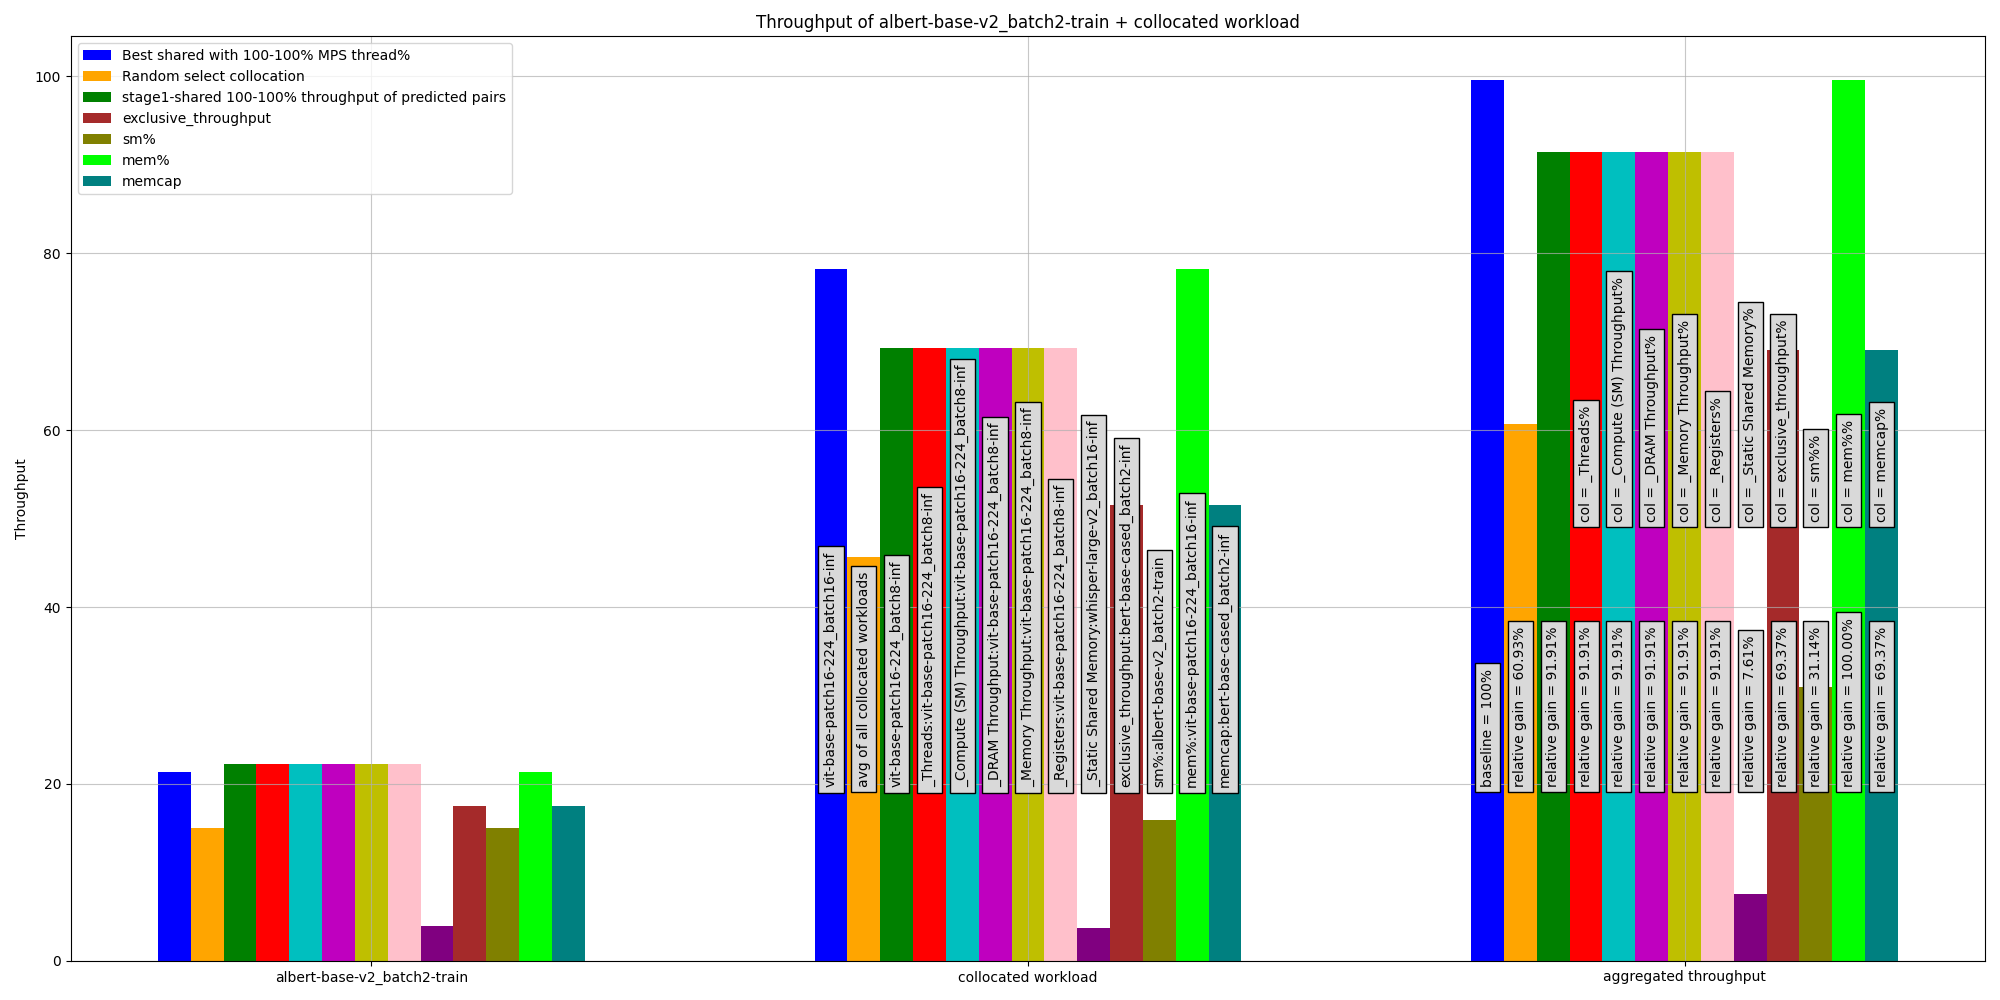 Throughput of albert-base-v2_batch2-train + collocated workload
Best shared with 100-100% MPS thread%
Random select collocation
stage1-shared 100-100% throughput of predicted pairs
exclusive_throughput
sm%
mem%
memcap
Throughput
100
80
60
40
20
0
vit-base-patch16-224_batch16-inf
avg of all collocated workloads
vit-base-patch16-224_batch8-inf
_Threads:vit-base-patch16-224_batch8-inf
_Compute (SM) Throughput:vit-base-patch16-224_batch8-inf
_DRAM Throughput:vit-base-patch16-224_batch8-inf
_Memory Throughput:vit-base-patch16-224_batch8-inf
_Registers:vit-base-patch16-224_batch8-inf
_Static Shared Memory:whisper-large-v2_batch16-inf
exclusive_throughput:bert-base-cased_batch2-inf
sm%:albert-base-v2_batch2-train
mem%:vit-base-patch16-224_batch16-inf
memcap:bert-base-cased_batch2-inf
col = _Threads%
col = _Compute (SM) Throughput%
col = _DRAM Throughput%
col = _Memory Throughput%
col = _Registers%
col = _Static Shared Memory%
col = exclusive_throughput%
col = sm%%
col = mem%%
col = memcap%
baseline = 100%
relative gain = 60.93%
relative gain = 91.91%
relative gain = 91.91%
relative gain = 91.91%
relative gain = 91.91%
relative gain = 91.91%
relative gain = 91.91%
relative gain = 7.61%
relative gain = 69.37%
relative gain = 31.14%
relative gain = 100.00%
relative gain = 69.37%
albert-base-v2_batch2-train
collocated workload
aggregated throughput